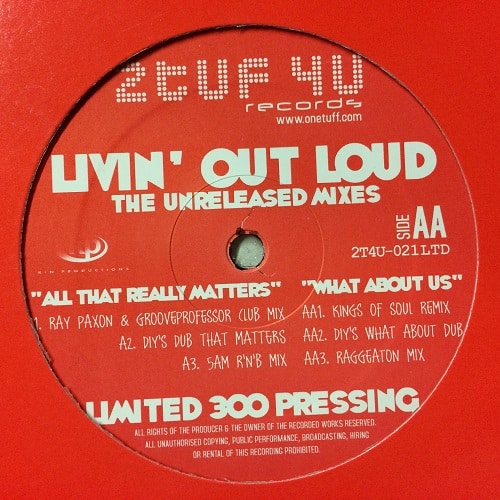 2tuf 4u
records
www.onetuff.com
LIVIN' OUT LOUD
THE UNRELEASED MIXES
SIDE AA
2T4U-021LTD
"ALL THAT REALLY MATTERS"
1. RAY PAXON & GROOVEPROFESSOR CLUB MIX
A2. DIY'S DUB THAT MATTERS
A3. 5AM R'N'B MIX
"WHAT ABOUT US"
AA1. KINGS OF SOUL REMIX
AA2. DIY'S WHAT ABOUT DUB
AA3. RAGGEATON MIX
LIMITED 300 PRESSING
ALL RIGHTS OF THE PRODUCER & THE OWNER OF THE RECORDED WORKS RESERVED.
ALL UNAUTHORISED COPYING, PUBLIC PERFORMANCE, BROADCASTING, HIRING
OR RENTAL OF THIS RECORDING PROHIBITED.